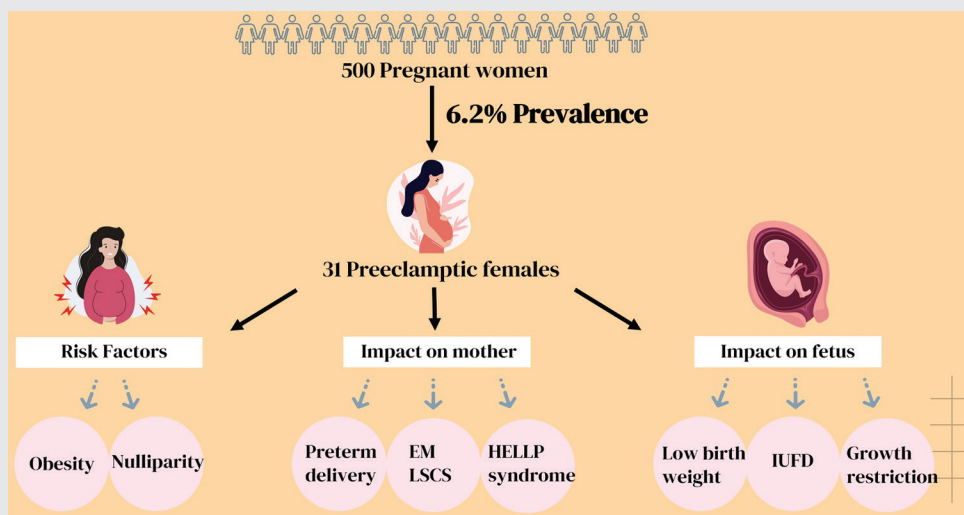 500 Pregnant women
6.2% Prevalence
31 Preeclamptic females
Risk Factors
Impact on mother
Impact on fetus
Obesity
Nulliparity
Preterm
delivery
EM
LSCS
HELLP
syndrome
Low birth
weight
IUFD
Growth
restriction